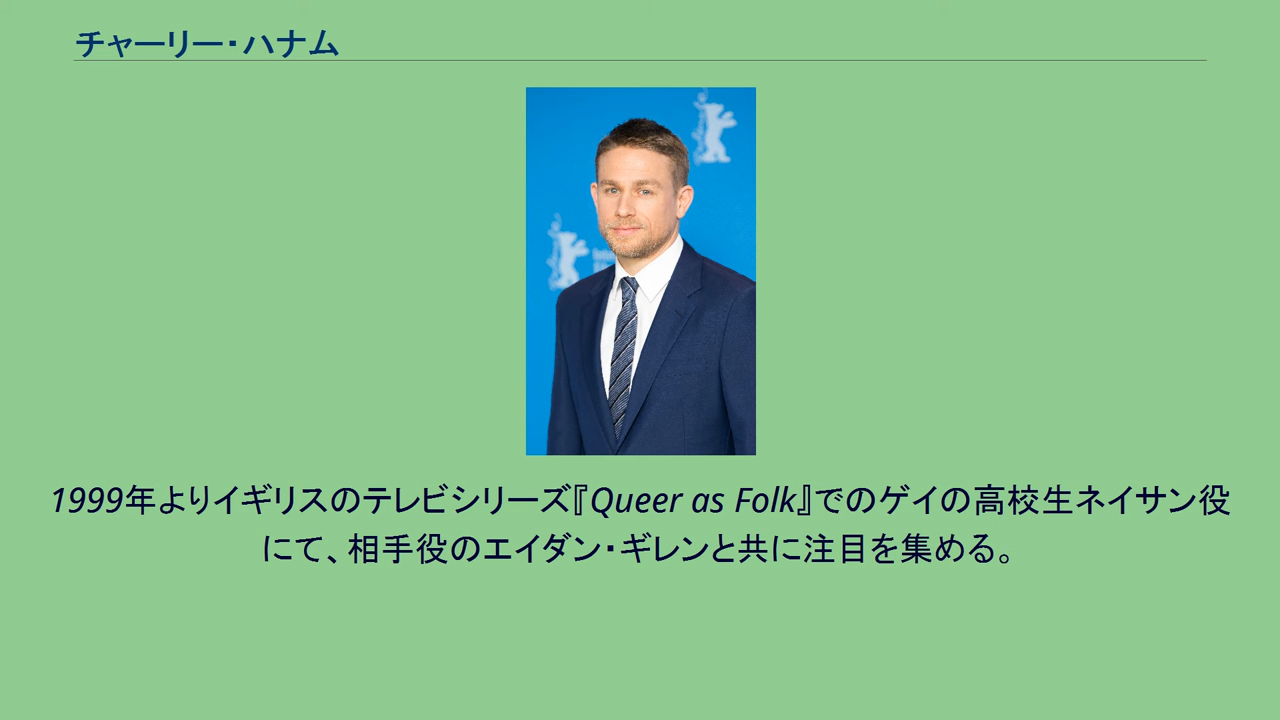 チャーリー・ハナム
1999年よりイギリスのテレビシリーズ『Queer as Folk』でのゲイの高校生ネイサン役
にて、相手役のエイダン・ギレンと共に注目を集める。